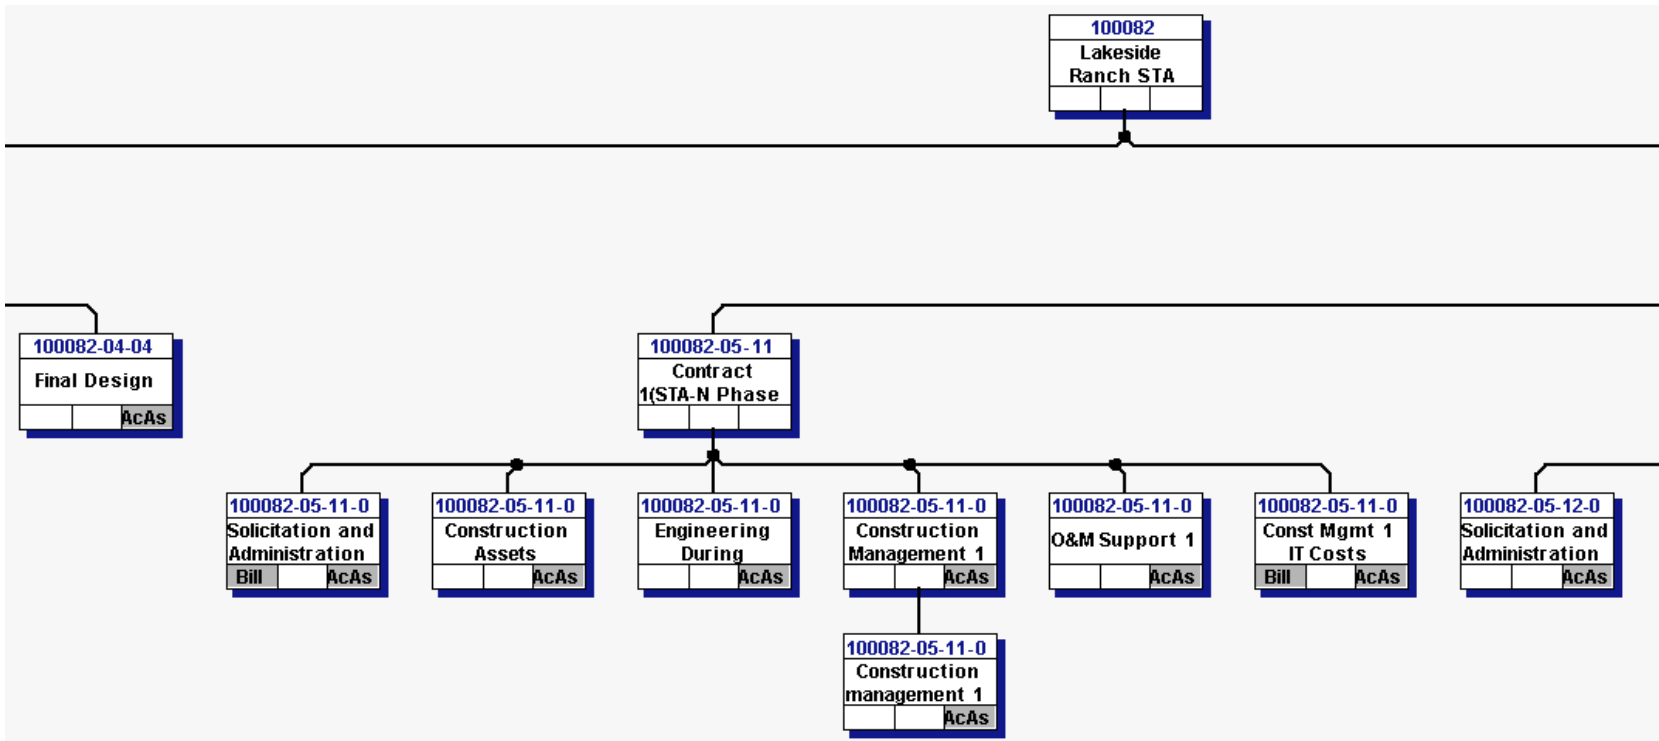 100082
Lakeside
Ranch STA
100082-04-04
Final Design
AcAs
100082-05-11
Contract
1(STA-N Phase
100082-05-11-0
Solicitation and
Administration
Bill AcAs
100082-05-11-0
Construction
Assets
AcAs
100082-05-11-0
Engineering
During
AcAs
100082-05-11-0
Construction
Management 1
AcAs
100082-05-11-0
O&M Support 1
AcAs
100082-05-11-0
Const Mgmt 1
IT Costs
Bill AcAs
100082-05-12-0
Solicitation and
Administration
AcAs
100082-05-11-0
Construction
management 1
AcAs